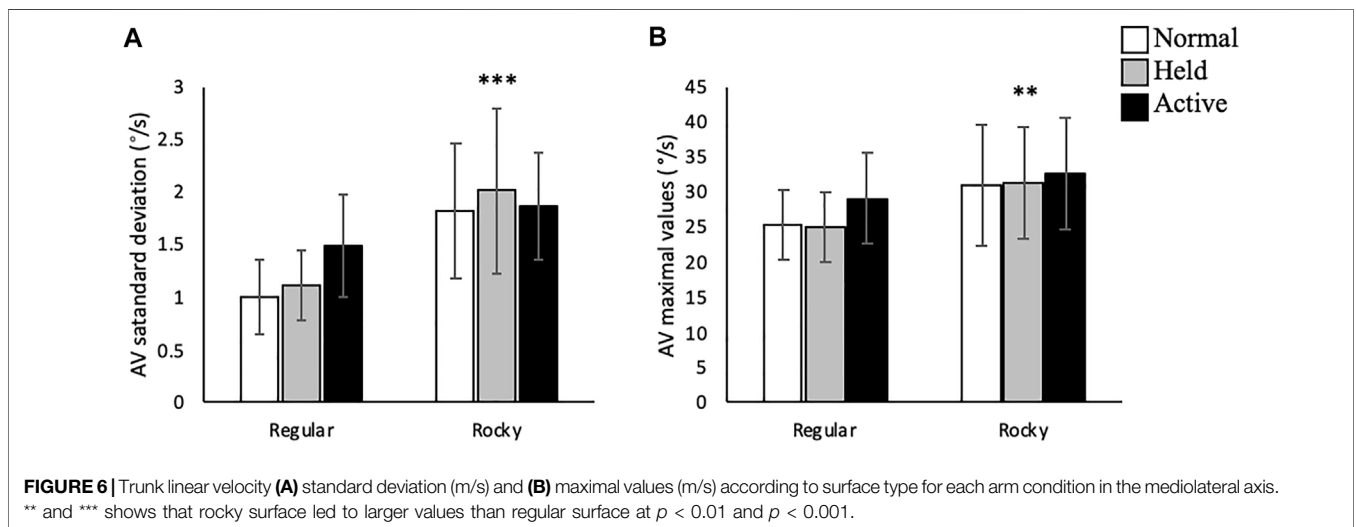 A
B
Normal
Held
Active
AV satandard deviation (°/s)
3
2.5
2
1.5
1
0.5
0
***
Regular
Rocky
AV maximal values (°/s)
45
40
35
30
25
20
15
10
5
0
**
Regular
Rocky
FIGURE 6 | Trunk linear velocity (A) standard deviation (m/s) and (B) maximal values (m/s) according to surface type for each arm condition in the mediolateral axis.
** and *** shows that rocky surface led to larger values than regular surface at p < 0.01 and p < 0.001.